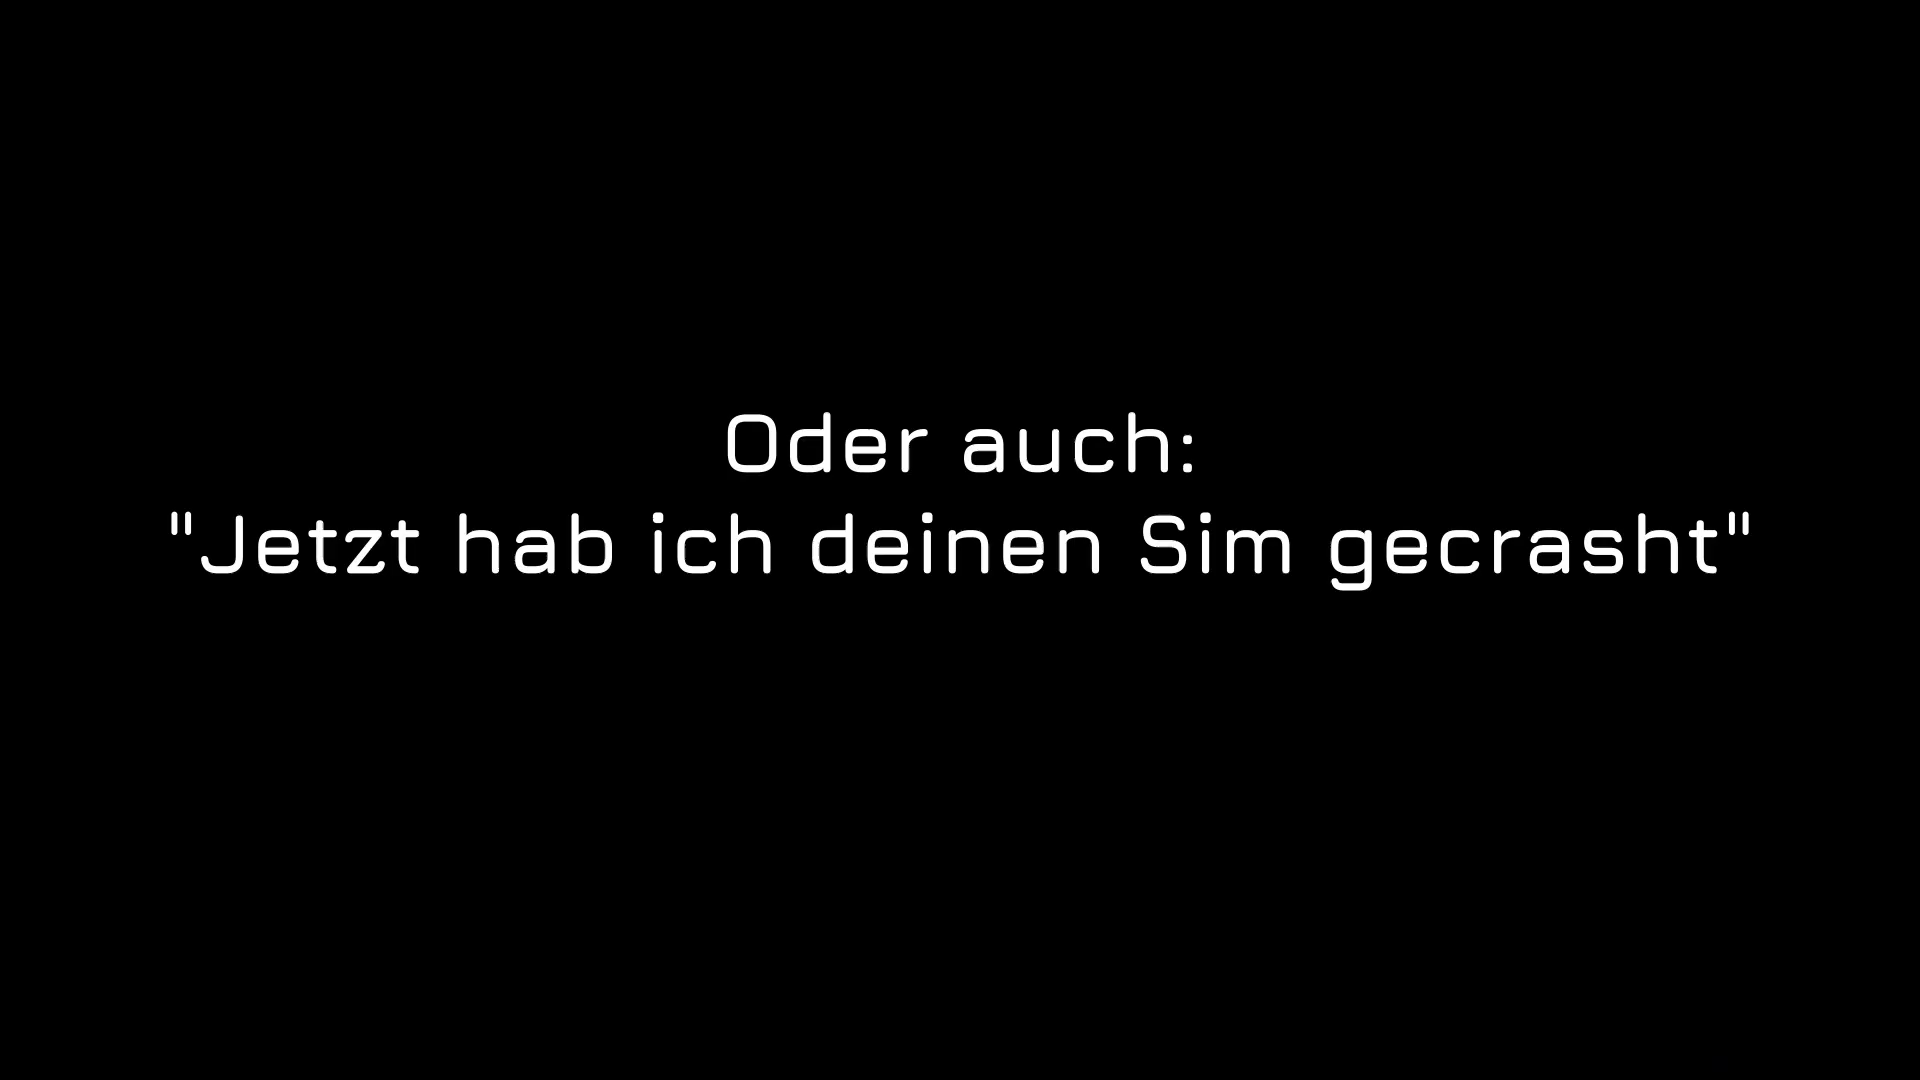 Oder auch:
"Jetzt hab ich deinen Sim gecrasht"